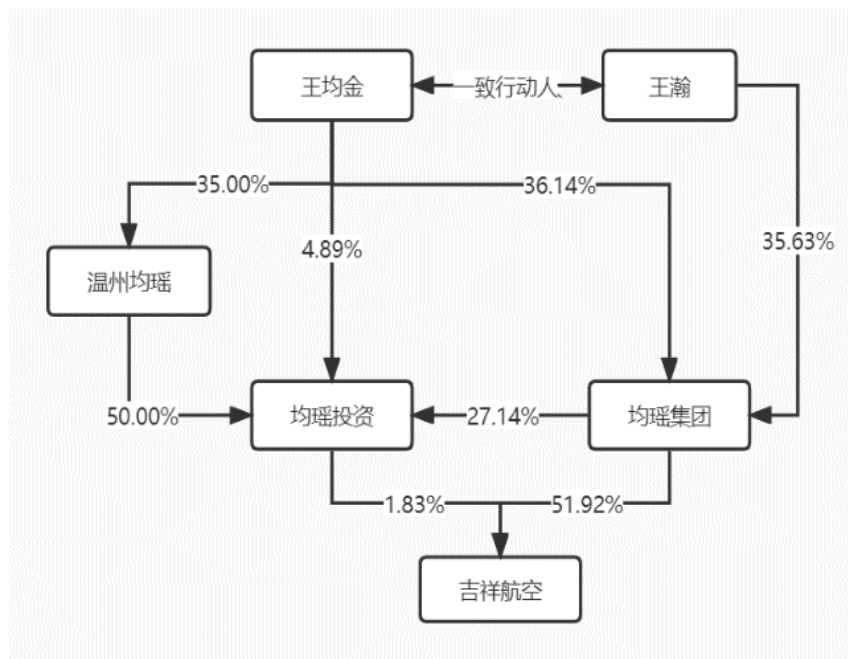 王均金
一致行动人、
王瀚
35.00%
36.14%
4.89%
35.63%
温州均瑶
50.00%
均瑶投资
27.14%
均瑶集团
1.83%
51.92%
吉祥航空